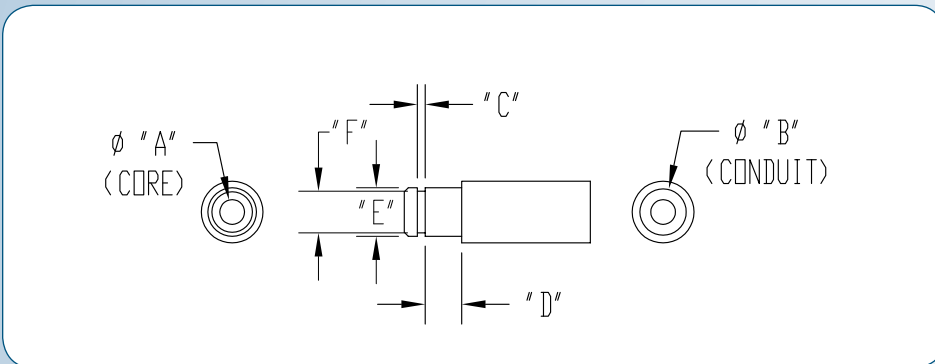 "C"
"F"
ø "A"
(CORE)
ø "B"
(CONDUIT)
"E"
"D"